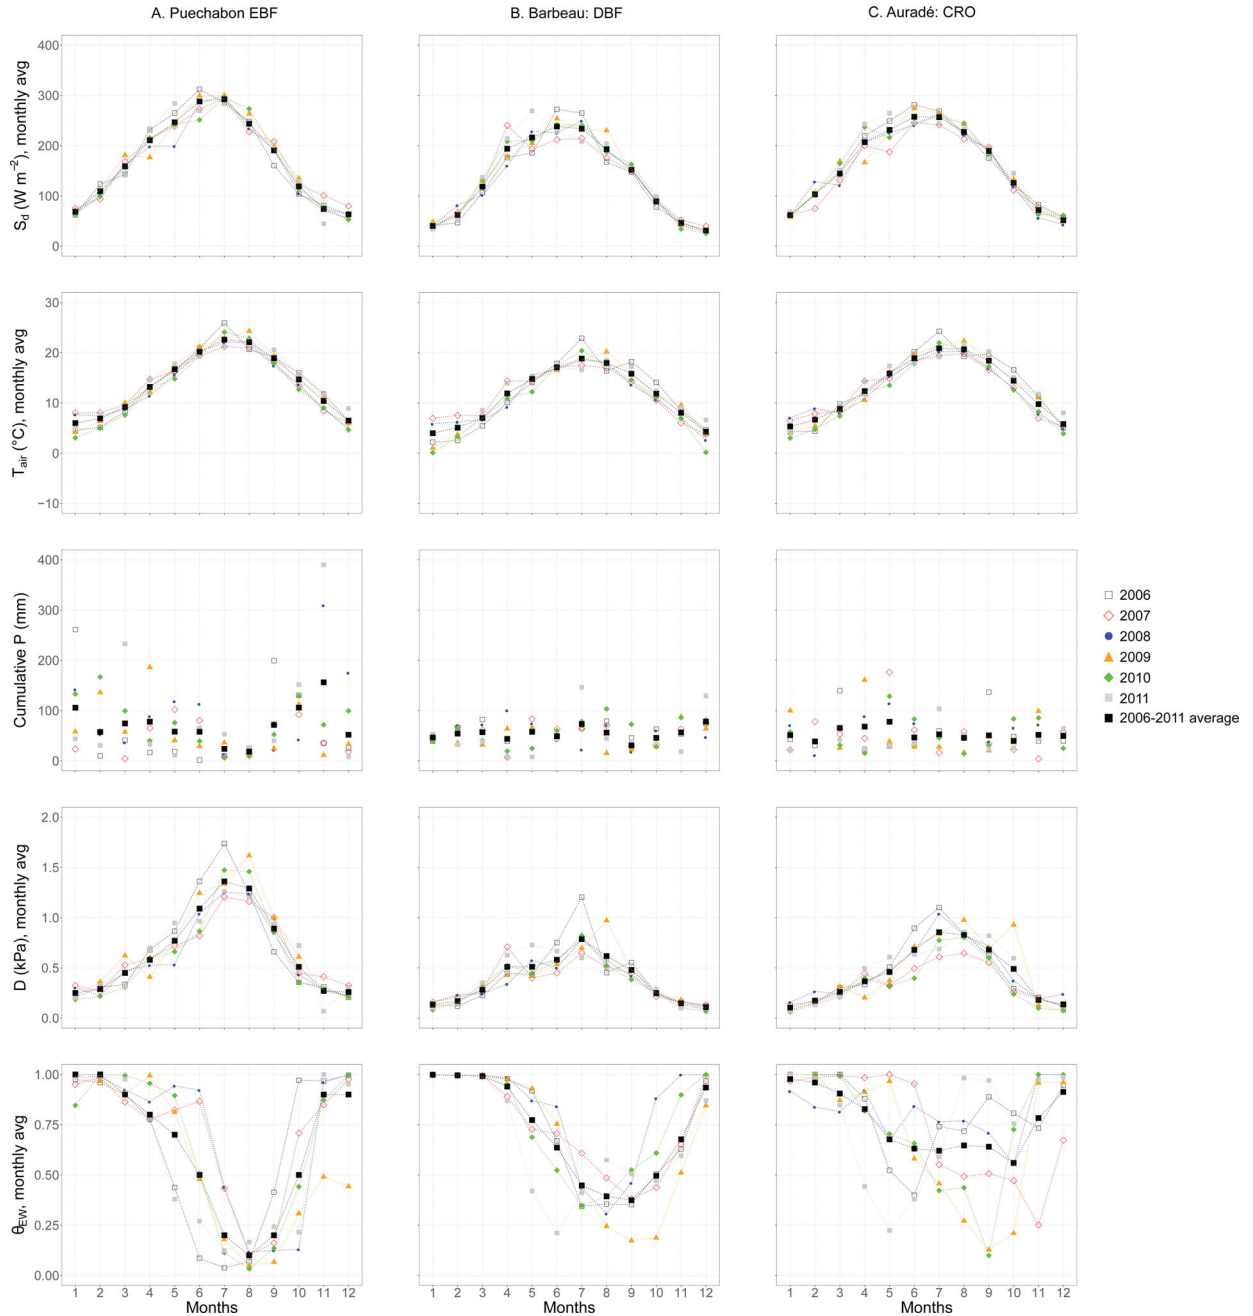 A. Puechabon EBF
B. Barbeau: DBF
C. Auradé: CRO
S_d (W m⁻²), monthly avg
400
300
200
100
0
T_air (°C), monthly avg
30
20
10
0
−10
Cumulative P (mm)
400
300
200
100
0
2006
2007
2008
2009
2010
2011
2006-2011 average
D (kPa), monthly avg
2.0
1.5
1.0
0.5
0.0
θ_EW, monthly avg
1.00
0.75
0.50
0.25
0.00
1 2 3 4 5 6 7 8 9 10 11 12
1 2 3 4 5 6 7 8 9 10 11 12
1 2 3 4 5 6 7 8 9 10 11 12
Months
Months
Months